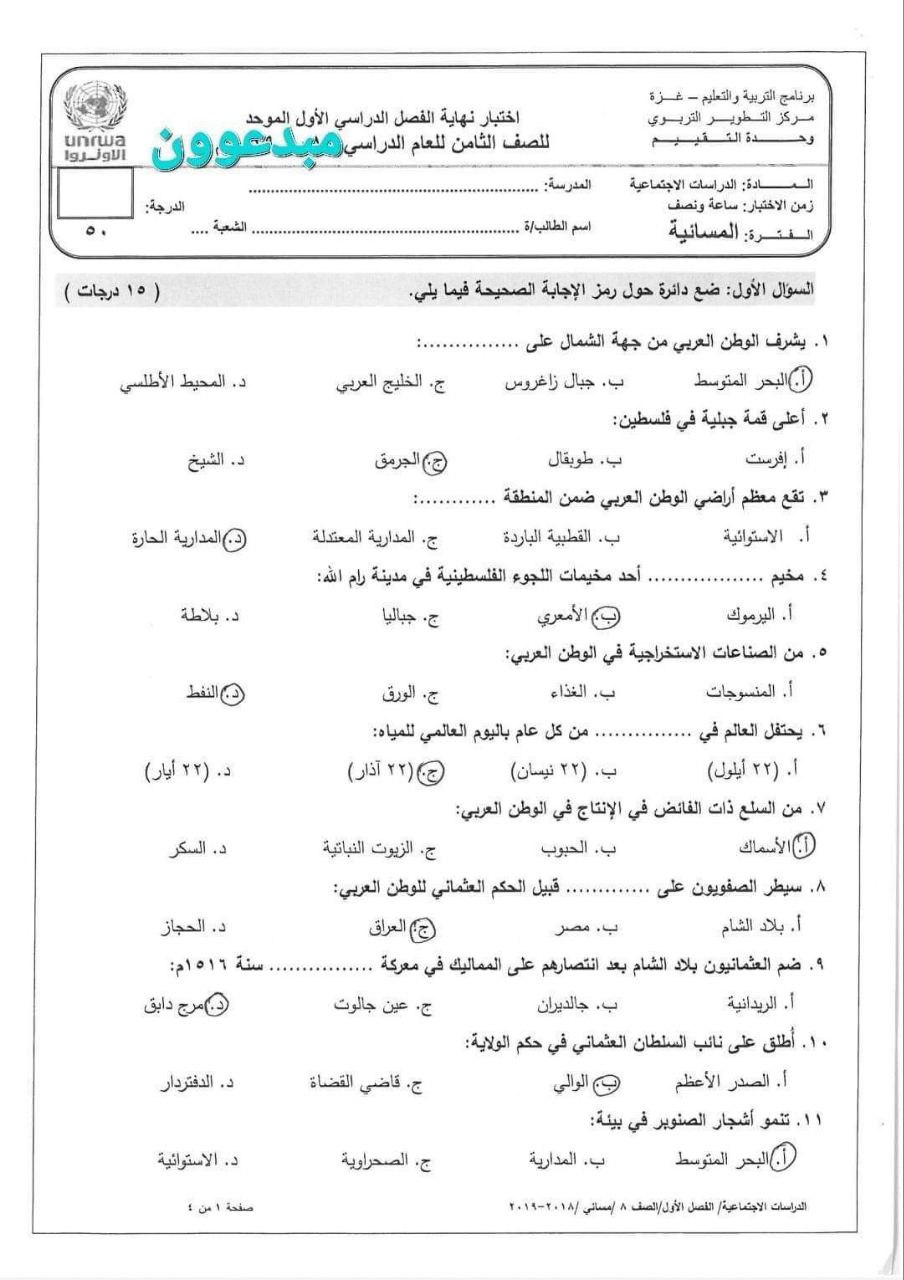 برنامج التربية والتعليم – غزة
مركز التطوير التربوي
وحدة التقييم
اختبار نهاية الفصل الدراسي الأول الموحد
للصف الثامن للعام الدراسي
مبدعوون
unrwa
الأونروا
المادة: الدراسات الاجتماعية
المدرسة: ................................
زمن الاختبار: ساعة ونصف
الدرجة:
الفترة: المسائية
اسم الطالب/ة ................................ الشعبة ....
٥٠
السؤال الأول: ضع دائرة حول رمز الإجابة الصحيحة فيما يلي. ( ١٥ درجات )
١. يشرف الوطن العربي من جهة الشمال على ...............:
أ. البحر المتوسط ب. جبال زاغروس ج. الخليج العربي د. المحيط الأطلسي
٢. أعلى قمة جبلية في فلسطين:
أ. إفرست ب. طوبقال ج. الجرمق د. الشيخ
٣. تقع معظم أراضي الوطن العربي ضمن المنطقة ............:
أ. الاستوائية ب. القطبية الباردة ج. المدارية المعتدلة د. المدارية الحارة
٤. مخيم .................. أحد مخيمات اللجوء الفلسطينية في مدينة رام الله:
أ. اليرموك ب. الأمعري ج. جباليا د. بلاطة
٥. من الصناعات الاستخراجية في الوطن العربي:
أ. المنسوجات ب. الغذاء ج. الورق د. النفط
٦. يحتفل العالم في ............... من كل عام باليوم العالمي للمياه:
أ. (٢٢ أيلول) ب. (٢٢ نيسان) ج. (٢٢ آذار) د. (٢٢ أيار)
٧. من السلع ذات الفائض في الإنتاج في الوطن العربي:
أ. الأسماك ب. الحبوب ج. الزيوت النباتية د. السكر
٨. سيطر الصفويون على ............. قبيل الحكم العثماني للوطن العربي:
أ. بلاد الشام ب. مصر ج. العراق د. الحجاز
٩. ضم العثمانيون بلاد الشام بعد انتصارهم على المماليك في معركة ................ سنة ١٥١٦م:
أ. الريدانية ب. جالديران ج. عين جالوت د. مرج دابق
١٠. أُطلق على نائب السلطان العثماني في حكم الولاية:
أ. الصدر الأعظم ب. الوالي ج. قاضي القضاة د. الدفتردار
١١. تنمو أشجار الصنوبر في بيئة:
أ. البحر المتوسط ب. المدارية ج. الصحراوية د. الاستوائية
الدراسات الاجتماعية/ الفصل الأول/الصف ٨ /مسائي /٢٠١٨-٢٠١٩ صفحة ١ من ٤